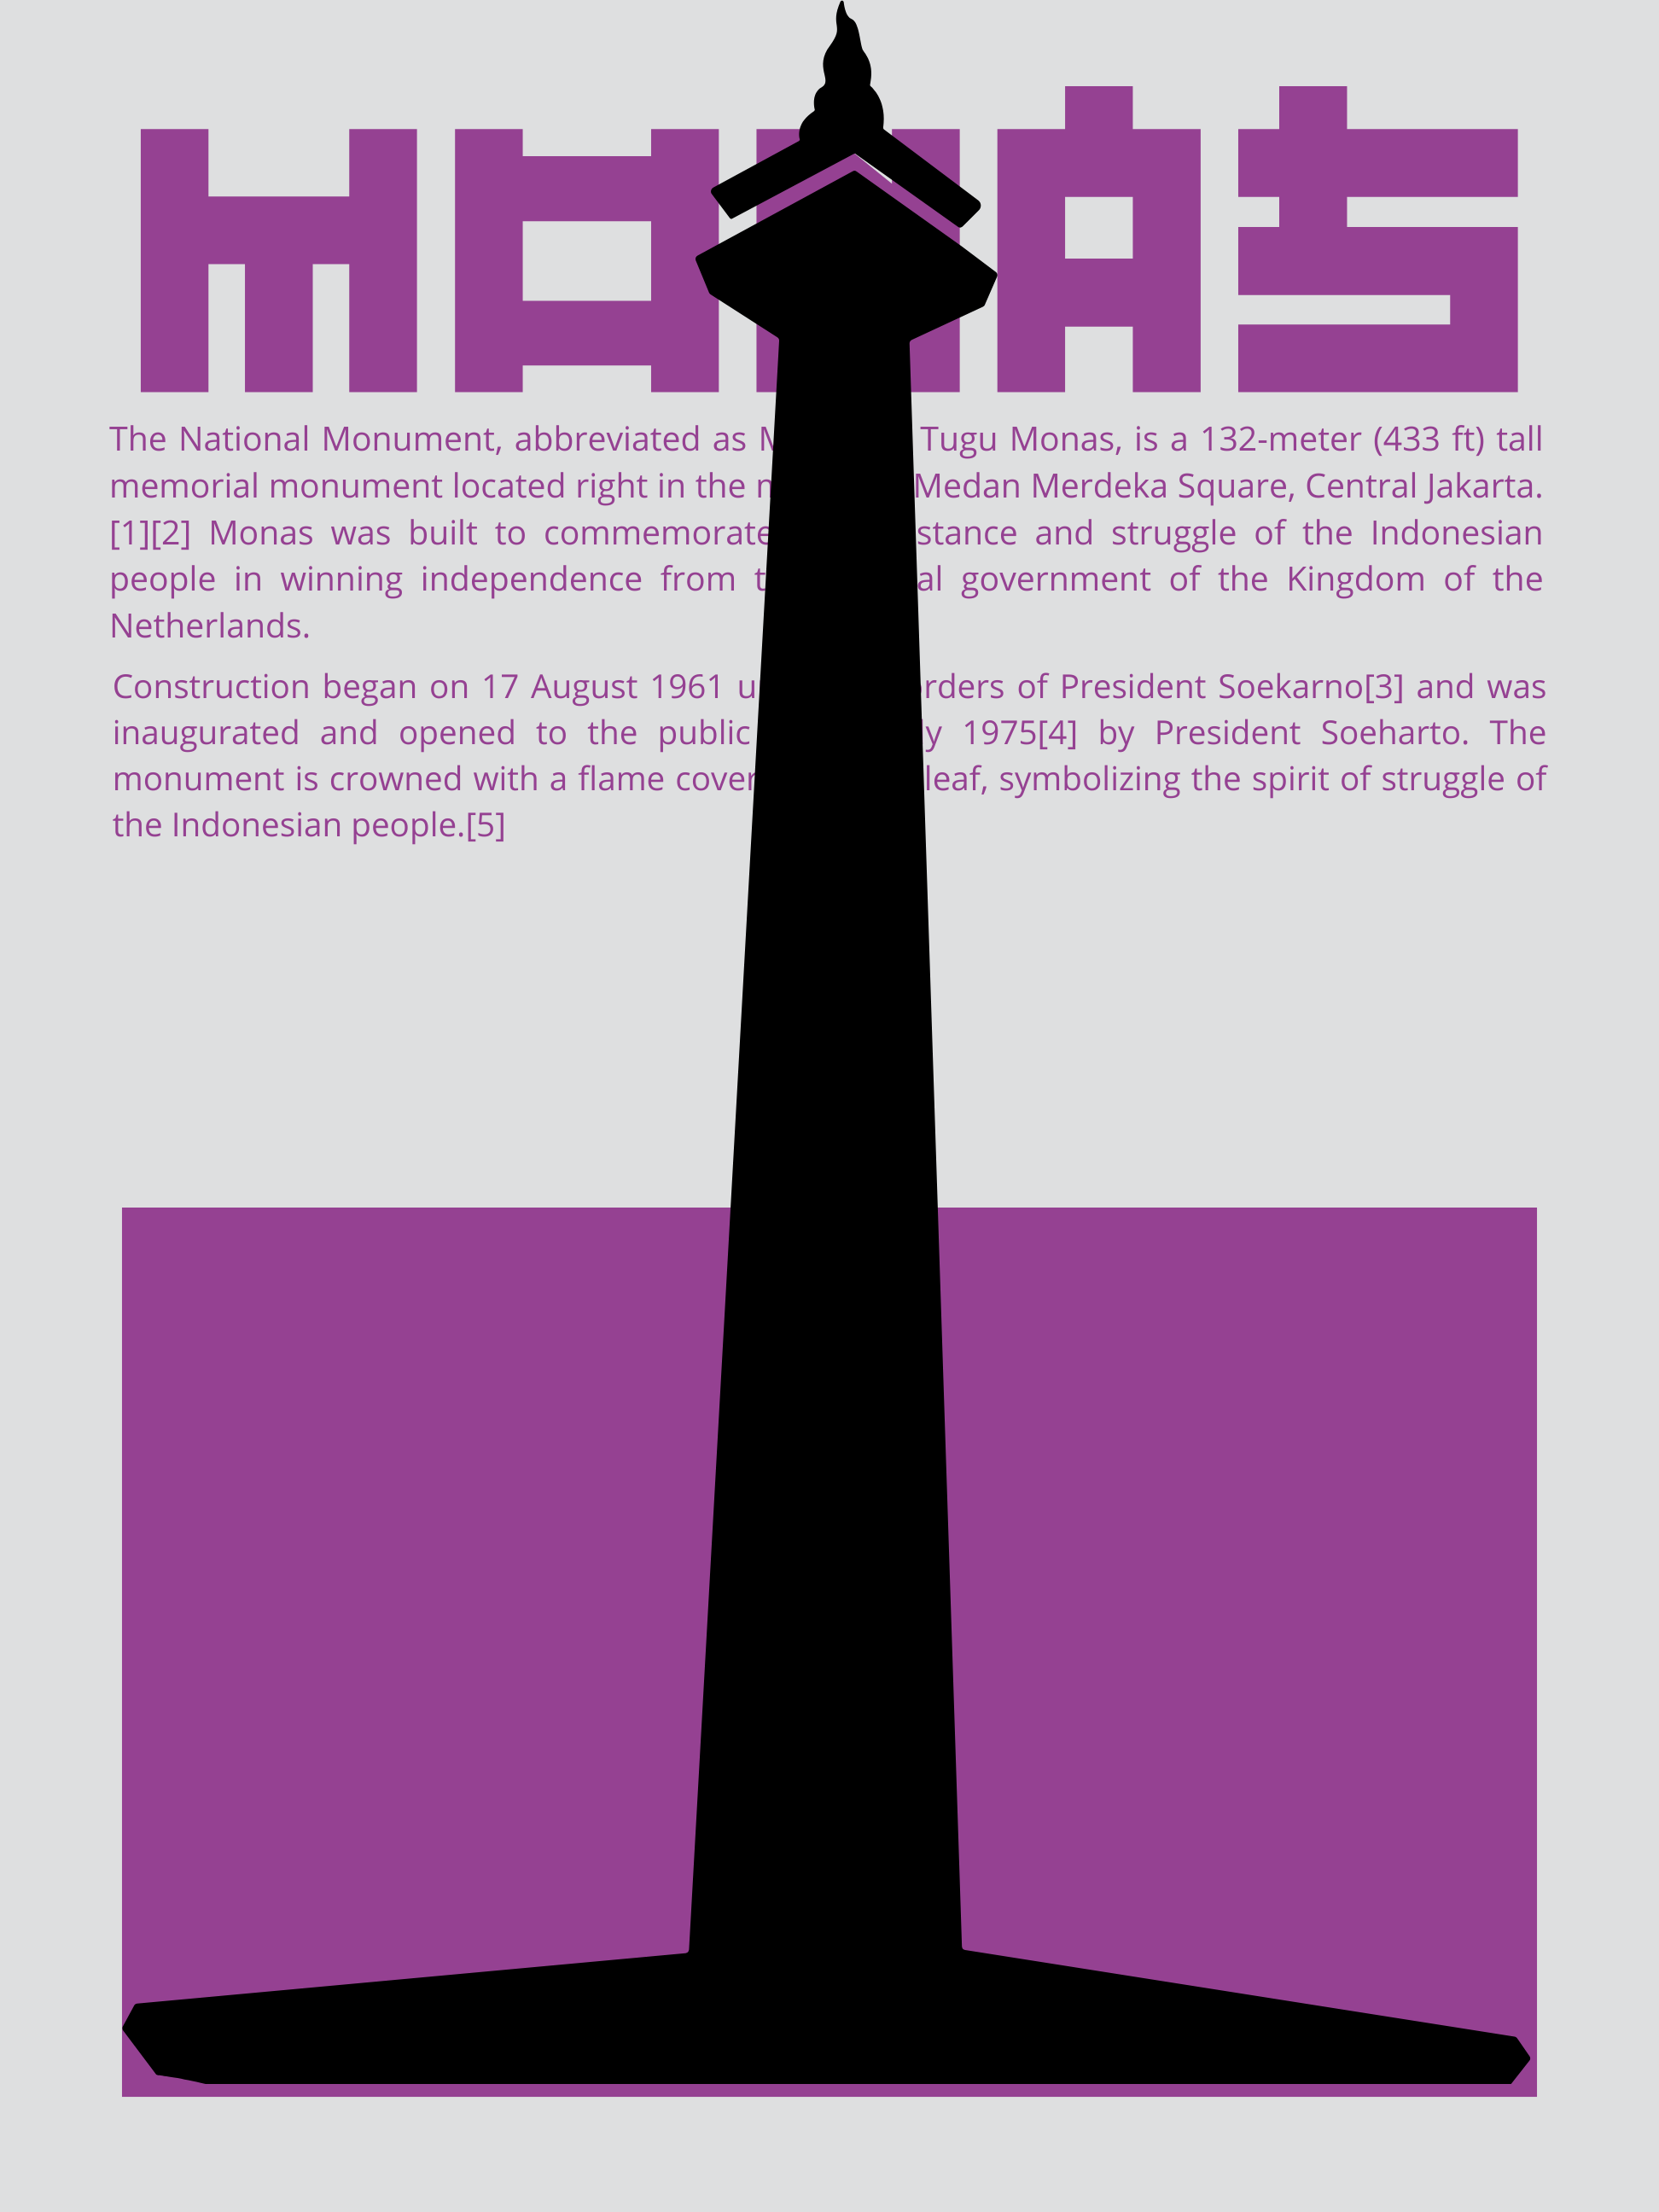 MONAS
The National Monument, abbreviated as Tugu Monas, is a 132-meter (433 ft) tall
memorial monument located right in the Medan Merdeka Square, Central Jakarta.
[1][2] Monas was built to commemorate and struggle of the Indonesian
people in winning independence from government of the Kingdom of the
Netherlands.
Construction began on 17 August 1961 of President Soekarno[3] and was
inaugurated and opened to the public 1975[4] by President Soeharto. The
monument is crowned with a flame leaf, symbolizing the spirit of struggle of
the Indonesian people.[5]